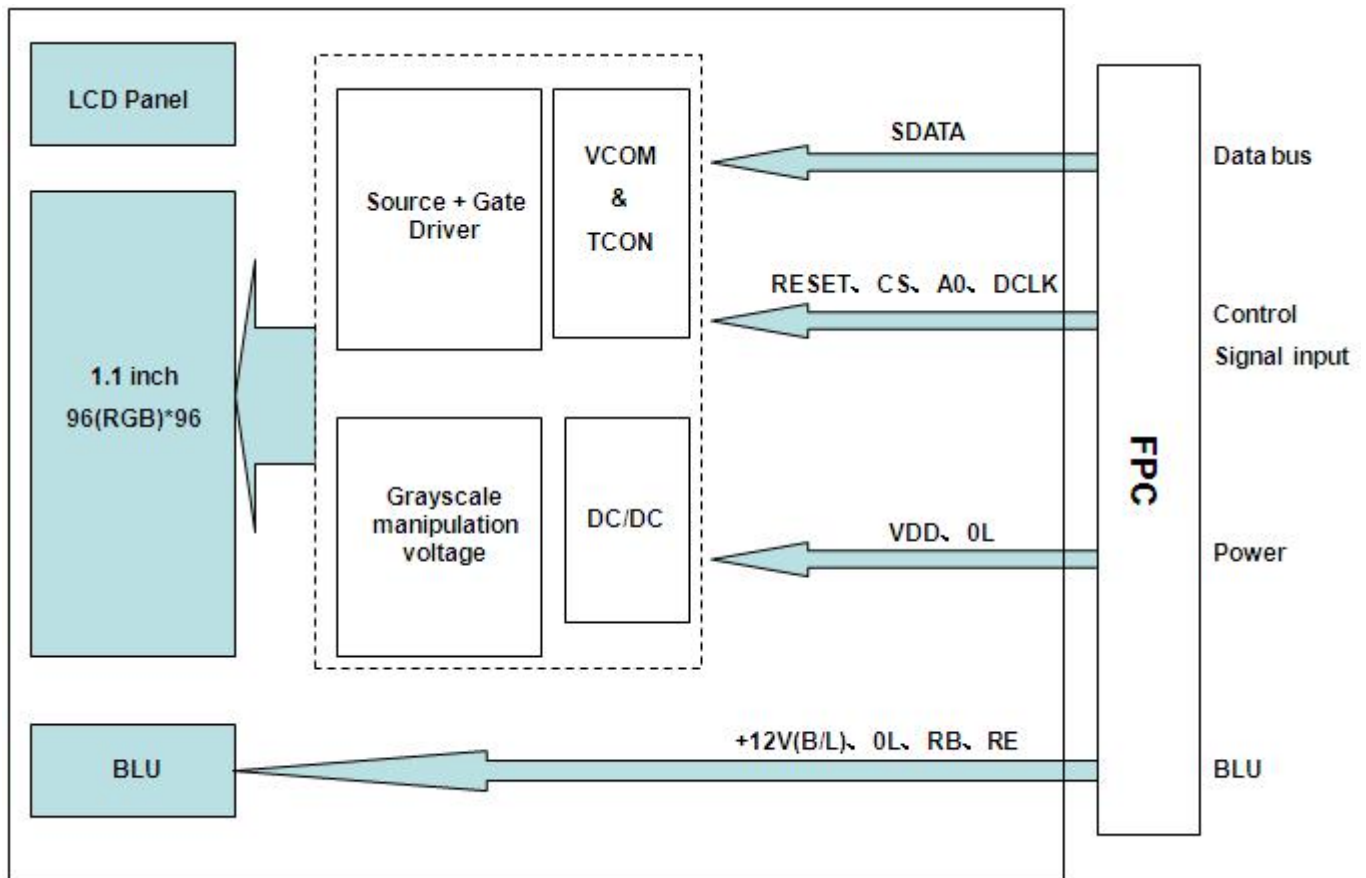 LCD Panel
1.1 inch
96(RGB)*96
BLU
Source + Gate
Driver
VCOM
&
TCON
Grayscale
manipulation
voltage
DC/DC
SDATA
RESET、CS、A0、DCLK
VDD、0L
+12V(B/L)、0L、RB、RE
FPC
Data bus
Control
Signal input
Power
BLU